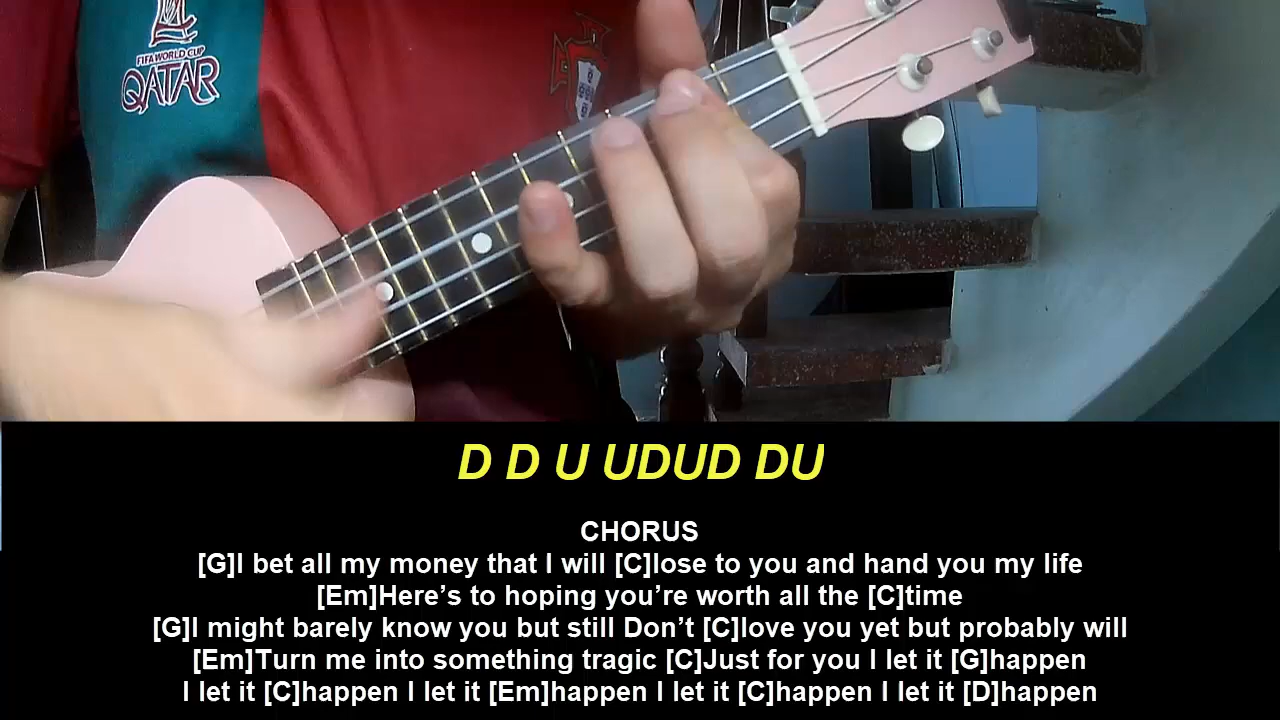 FIFA WORLD CUP
QATAR
D D U UDUD DU
CHORUS
[G]I bet all my money that I will [C]lose to you and hand you my life
[Em]Here’s to hoping you’re worth all the [C]time
[G]I might barely know you but still Don’t [C]love you yet but probably will
[Em]Turn me into something tragic [C]Just for you I let it [G]happen
I let it [C]happen I let it [Em]happen I let it [C]happen I let it [D]happen